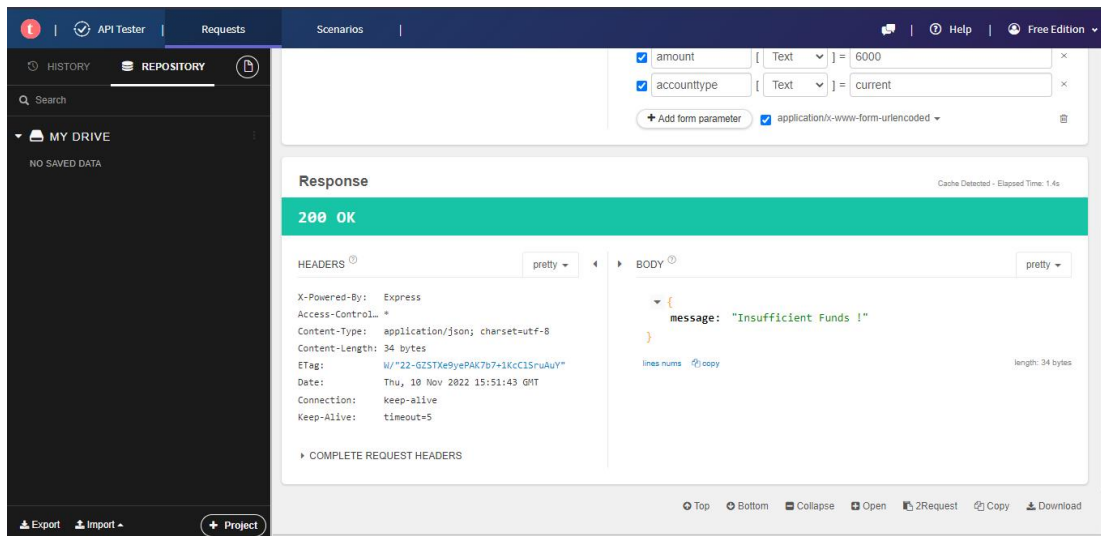 t | API Tester | Requests Scenarios | | ? Help | Free Edition
HISTORY REPOSITORY
Search
MY DRIVE
NO SAVED DATA
amount [ Text ] = 6000 ×
accounttype [ Text ] = current ×
+ Add form parameter application/x-www-form-urlencoded
Response
Cache Detected - Elapsed Time: 1.4s
200 OK
HEADERS ? pretty
X-Powered-By: Express
Access-Control… *
Content-Type: application/json; charset=utf-8
Content-Length: 34 bytes
ETag: W/"22-GZSTXe9yePAK7b7+1KcClSruAuY"
Date: Thu, 10 Nov 2022 15:51:43 GMT
Connection: keep-alive
Keep-Alive: timeout=5
COMPLETE REQUEST HEADERS
BODY ? pretty
{
message: "Insufficient Funds !"
}
lines nums copy
length: 34 bytes
Top Bottom Collapse Open 2Request Copy Download
Export Import + Project